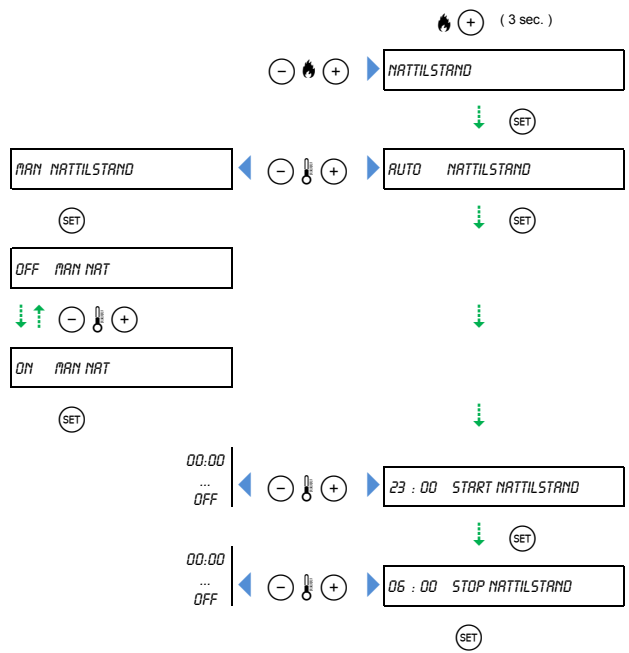 ( 3 sec. )
NATTILSTAND
SET
MAN NATTILSTAND
AUTO NATTILSTAND
SET
SET
OFF MAN NAT
ON MAN NAT
SET
00:00
...
OFF
23 : 00 START NATTILSTAND
SET
00:00
...
OFF
06 : 00 STOP NATTILSTAND
SET